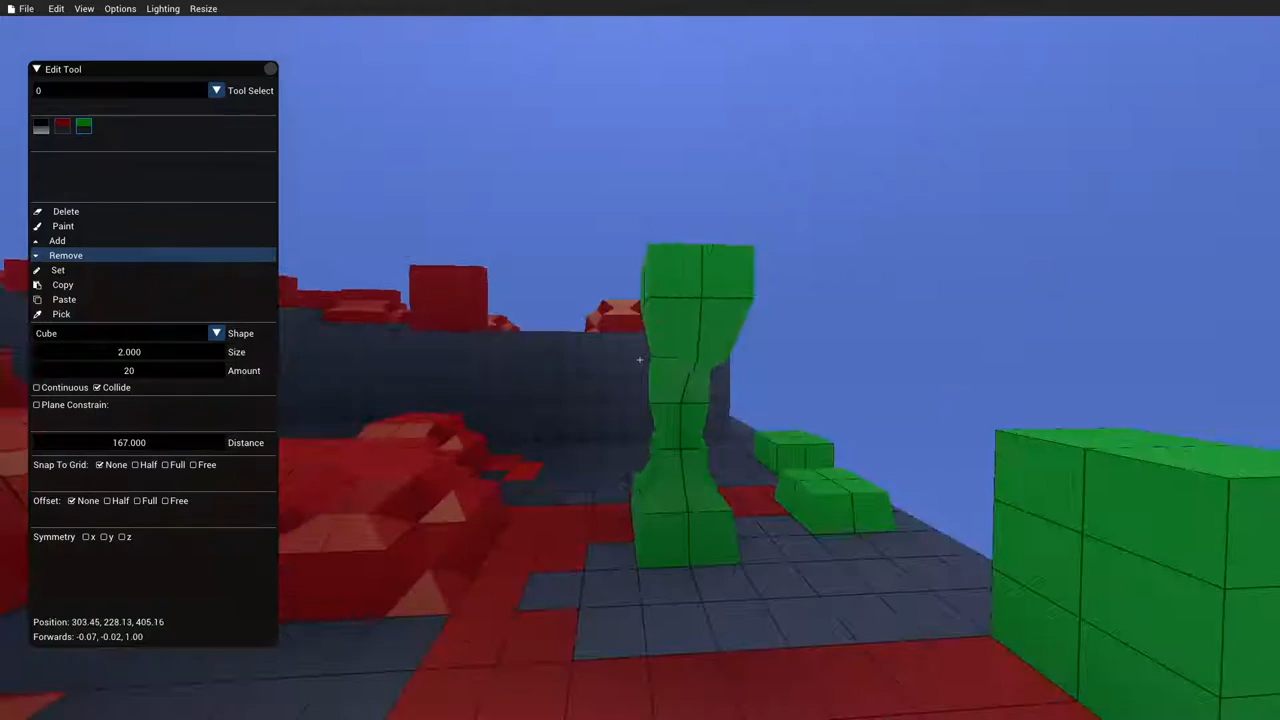 File Edit View Options Lighting Resize
Edit Tool
0 Tool Select
Delete
Paint
Add
Remove
Set
Copy
Paste
Pick
Cube Shape
2.000 Size
20 Amount
Continuous Collide
Plane Constrain:
167.000 Distance
Snap To Grid: None Half Full Free
Offset: None Half Full Free
Symmetry x y z
Position: 303.45, 228.13, 405.16
Forwards: -0.07, -0.02, 1.00